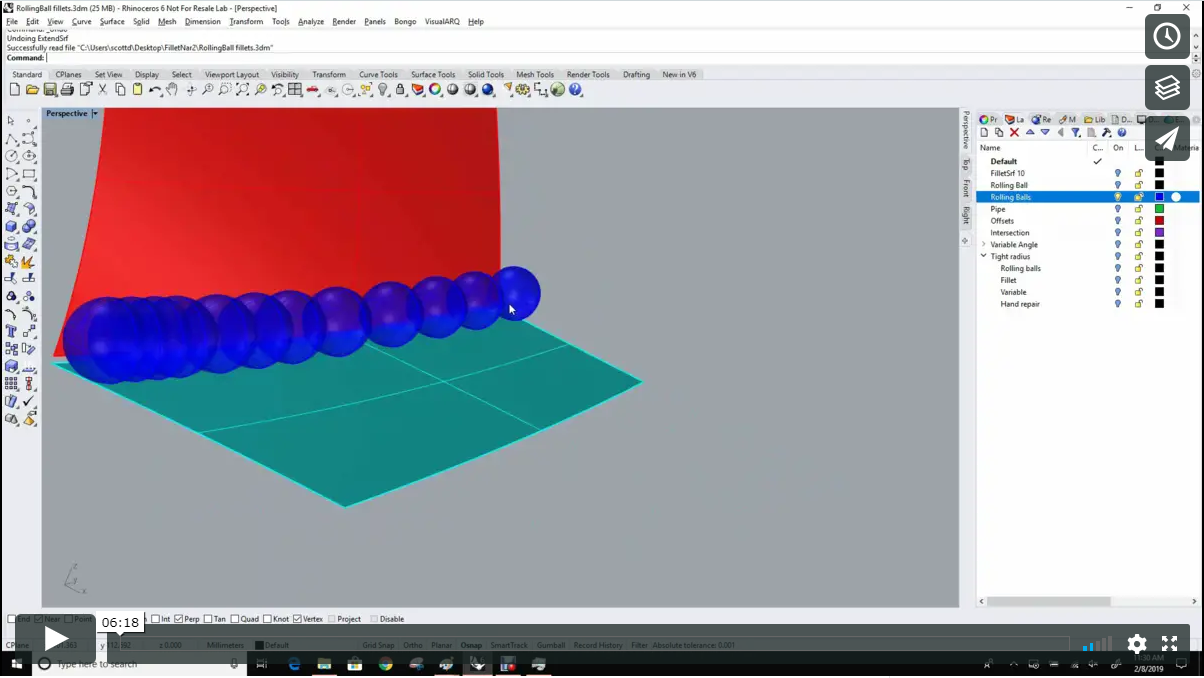 RollingBall fillets.3dm (25 MB) - Rhinoceros 6 Not For Resale Lab - [Perspective]
File Edit View Curve Surface Solid Mesh Dimension Transform Tools Analyze Render Panels Bongo VisualARQ Help
Undoing ExtendSrf
Successfully read file "C:\Users\scottd\Desktop\FilletNar2\RollingBall fillets.3dm"
Command:
Standard CPlanes Set View Display Select Viewport Layout Visibility Transform Curve Tools Surface Tools Solid Tools Mesh Tools Render Tools Drafting New in V6
Perspective
Perspective
Top
Front
Right
Pr La Re M Lib D...
Name C... On L... Materia
Default
FilletSrf 10
Rolling Ball
Rolling Balls
Pipe
Offsets
Intersection
Variable Angle
Tight radius
Rolling balls
Fillet
Variable
Hand repair
z
y
x
End Near Point Int Perp Tan Quad Knot Vertex Project Disable
06:18
CPlane y z 0.000 Millimeters Default Grid Snap Ortho Planar Osnap SmartTrack Gumball Record History Filter Absolute tolerance: 0.001
Type here to search
11:30 AM
2/8/2019